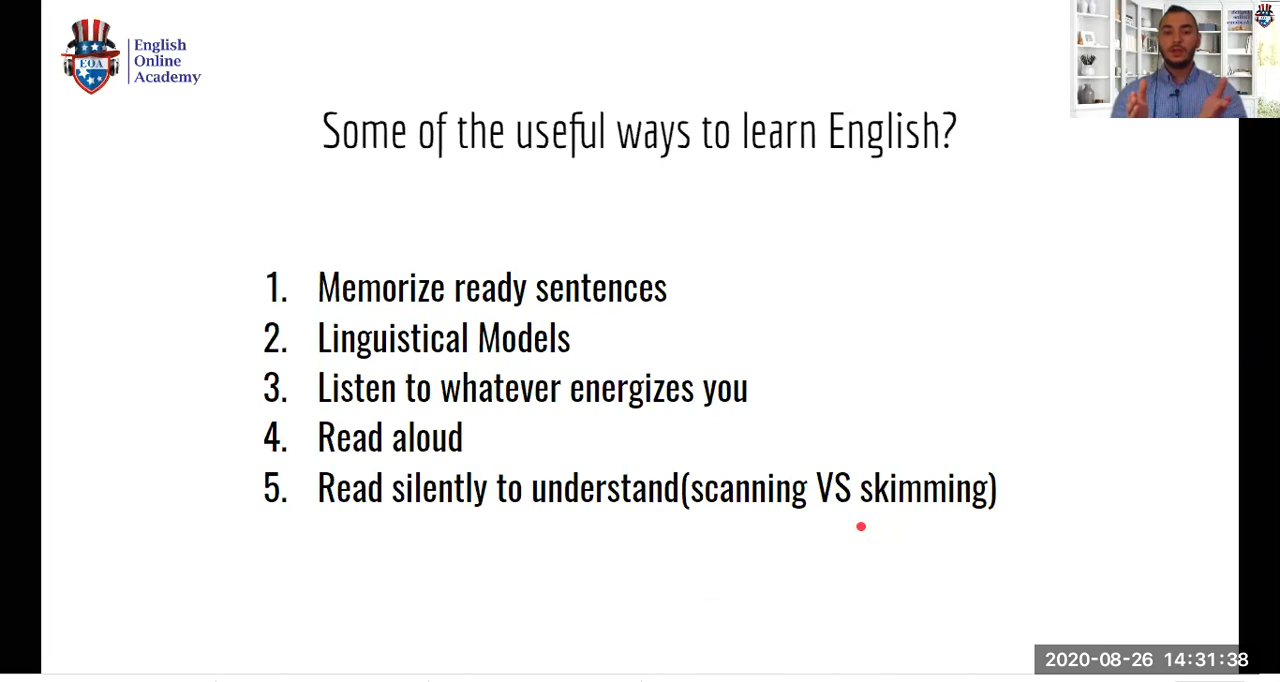 EOA
English
Online
Academy
Some of the useful ways to learn English?
1. Memorize ready sentences
2. Linguistical Models
3. Listen to whatever energizes you
4. Read aloud
5. Read silently to understand(scanning VS skimming)
2020-08-26 14:31:38